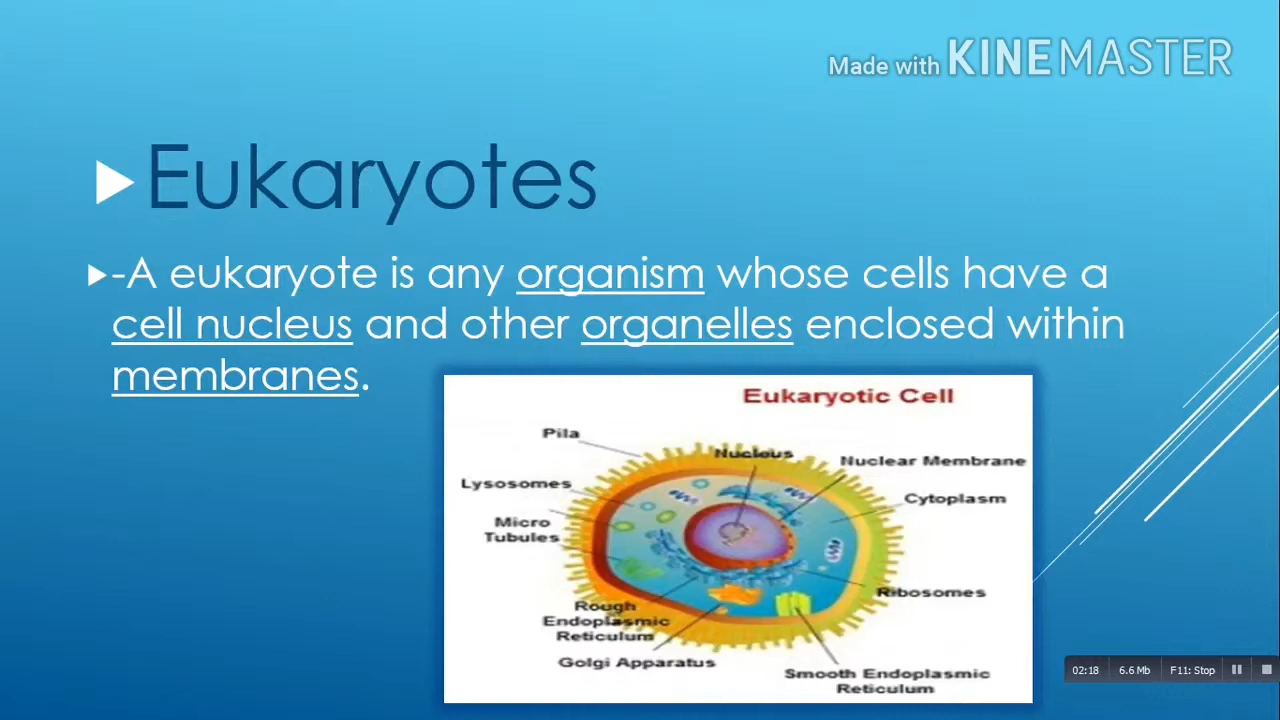 Made with KINEMASTER
Eukaryotes
-A eukaryote is any organism whose cells have a
cell nucleus and other organelles enclosed within
membranes.
Eukaryotic Cell
Pila
Nucleus
Nuclear Membrane
Lysosomes
Cytoplasm
Micro
Tubules
Ribosomes
Rough
Endoplasmic
Reticulum
Golgi Apparatus
Smooth Endoplasmic
Reticulum
02:18 6.6 Mb F11: Stop